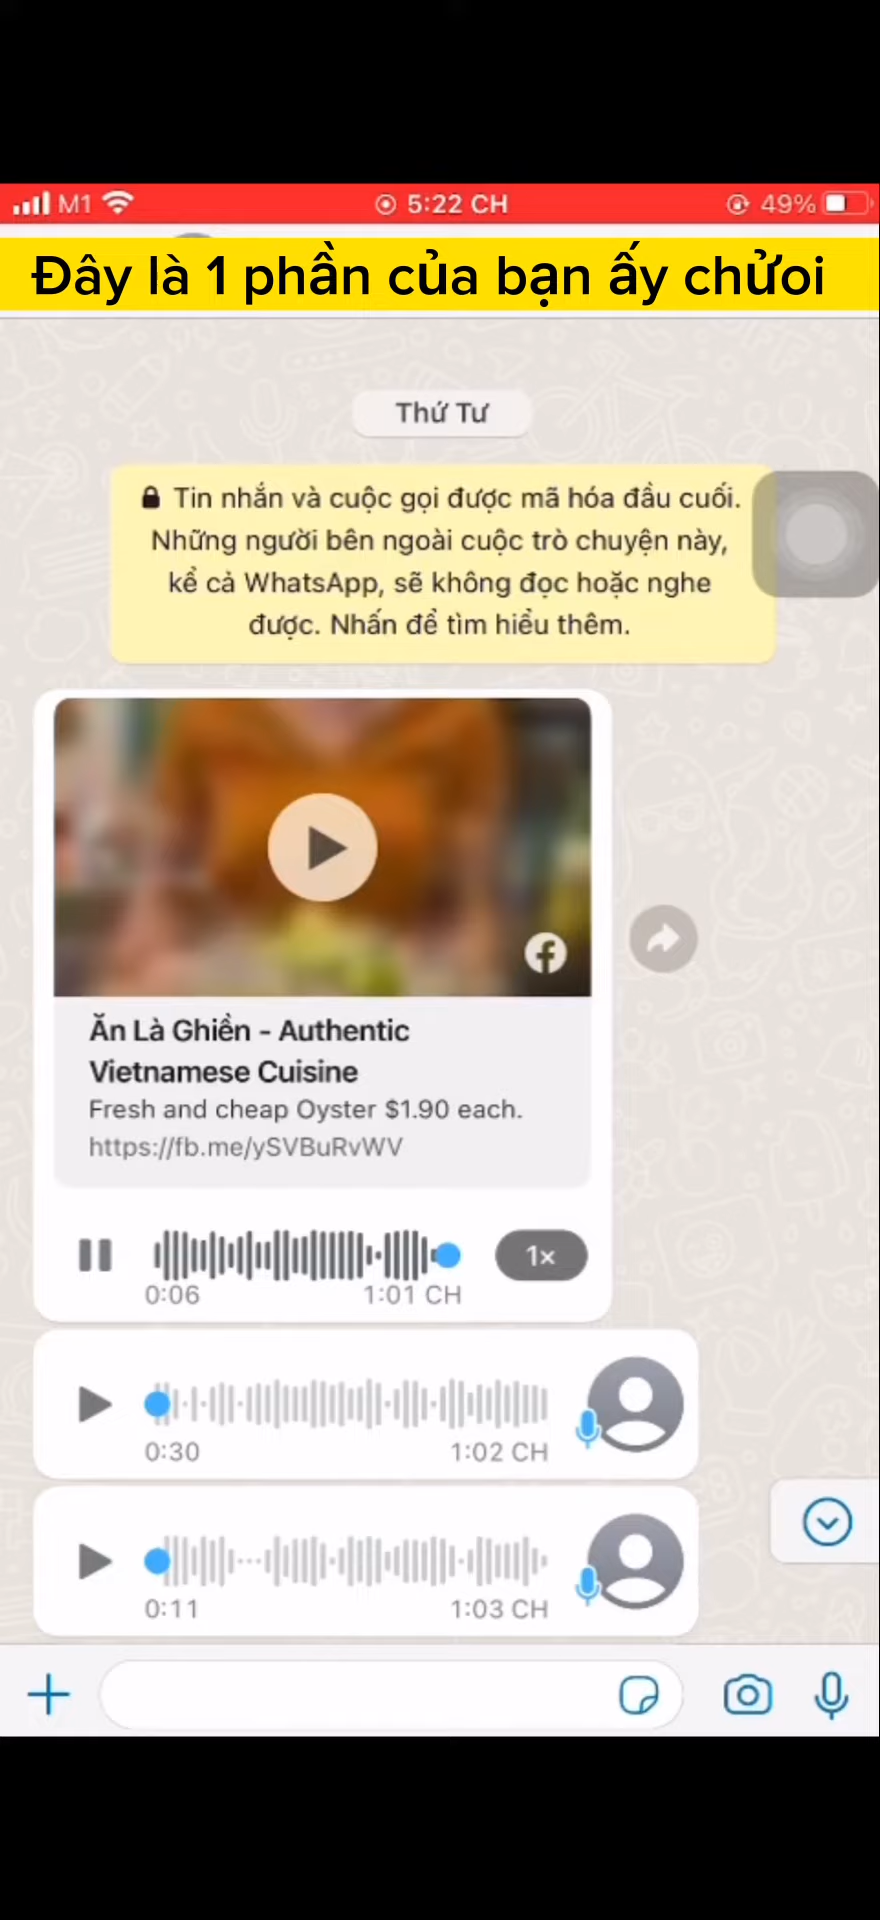 M1 5:22 CH 49%
Đây là 1 phần của bạn ấy chửoi
Thứ Tư
Tin nhắn và cuộc gọi được mã hóa đầu cuối.
Những người bên ngoài cuộc trò chuyện này,
kể cả WhatsApp, sẽ không đọc hoặc nghe
được. Nhấn để tìm hiểu thêm.
Ăn Là Ghiền - Authentic
Vietnamese Cuisine
Fresh and cheap Oyster $1.90 each.
https://fb.me/ySVBuRvWV
1x
0:06 1:01 CH
0:30 1:02 CH
0:11 1:03 CH